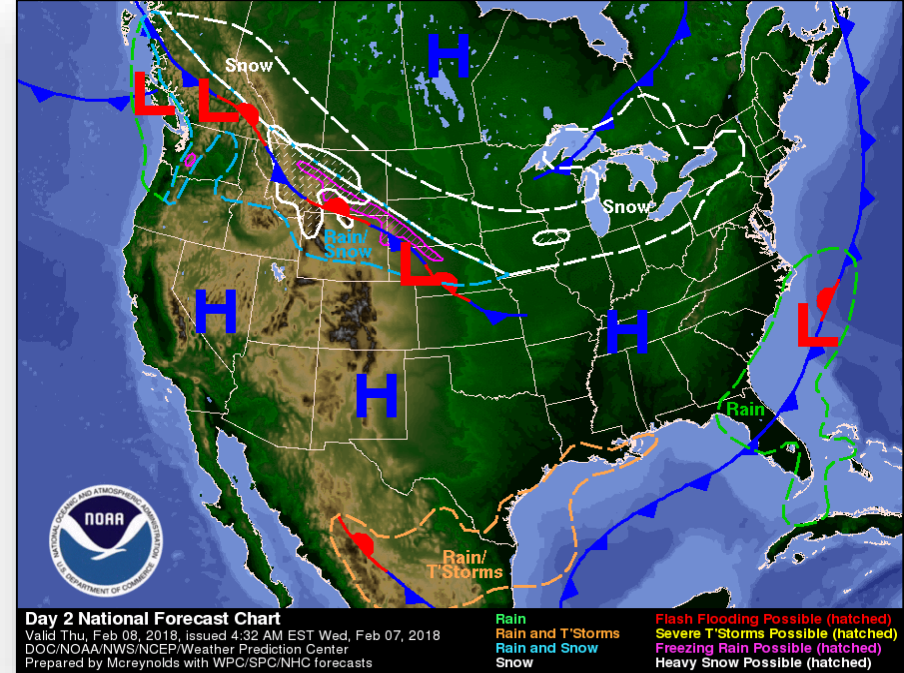 Snow
H
L
L
Rain/
Snow
Snow
L
H
H
L
H
Rain
Rain/
T'Storms
NATIONAL OCEANIC AND ATMOSPHERIC ADMINISTRATION
NOAA
U.S. DEPARTMENT OF COMMERCE
Day 2 National Forecast Chart
Valid Thu, Feb 08, 2018, issued 4:32 AM EST Wed, Feb 07, 2018
DOC/NOAA/NWS/NCEP/Weather Prediction Center
Prepared by Mcreynolds with WPC/SPC/NHC forecasts
Rain
Rain and T'Storms
Rain and Snow
Snow
Flash Flooding Possible (hatched)
Severe T'Storms Possible (hatched)
Freezing Rain Possible (hatched)
Heavy Snow Possible (hatched)